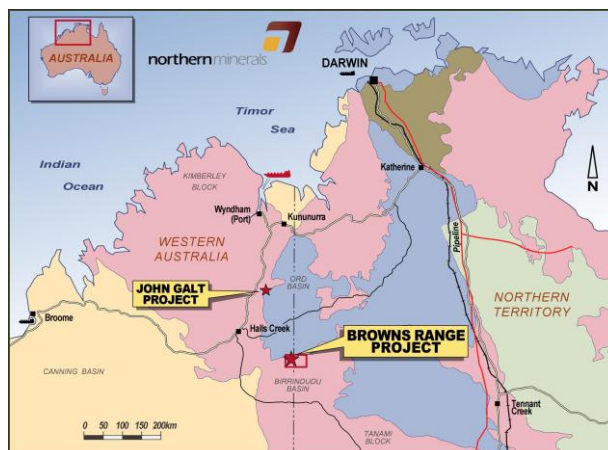 AUSTRALIA
northernminerals
DARWIN
Timor
Sea
Indian
Ocean
KIMBERLEY
BLOCK
Katherine
N
Wyndham
(Port)
Kununurra
WESTERN
AUSTRALIA
Pipeline
ORD
BASIN
JOHN GALT
PROJECT
NORTHERN
TERRITORY
Broome
Halls Creek
BROWNS RANGE
PROJECT
CANNING BASIN
BIRRINDUDU
BASIN
Tennant
Creek
0 50 100 150 200km
TANAMI
BLOCK